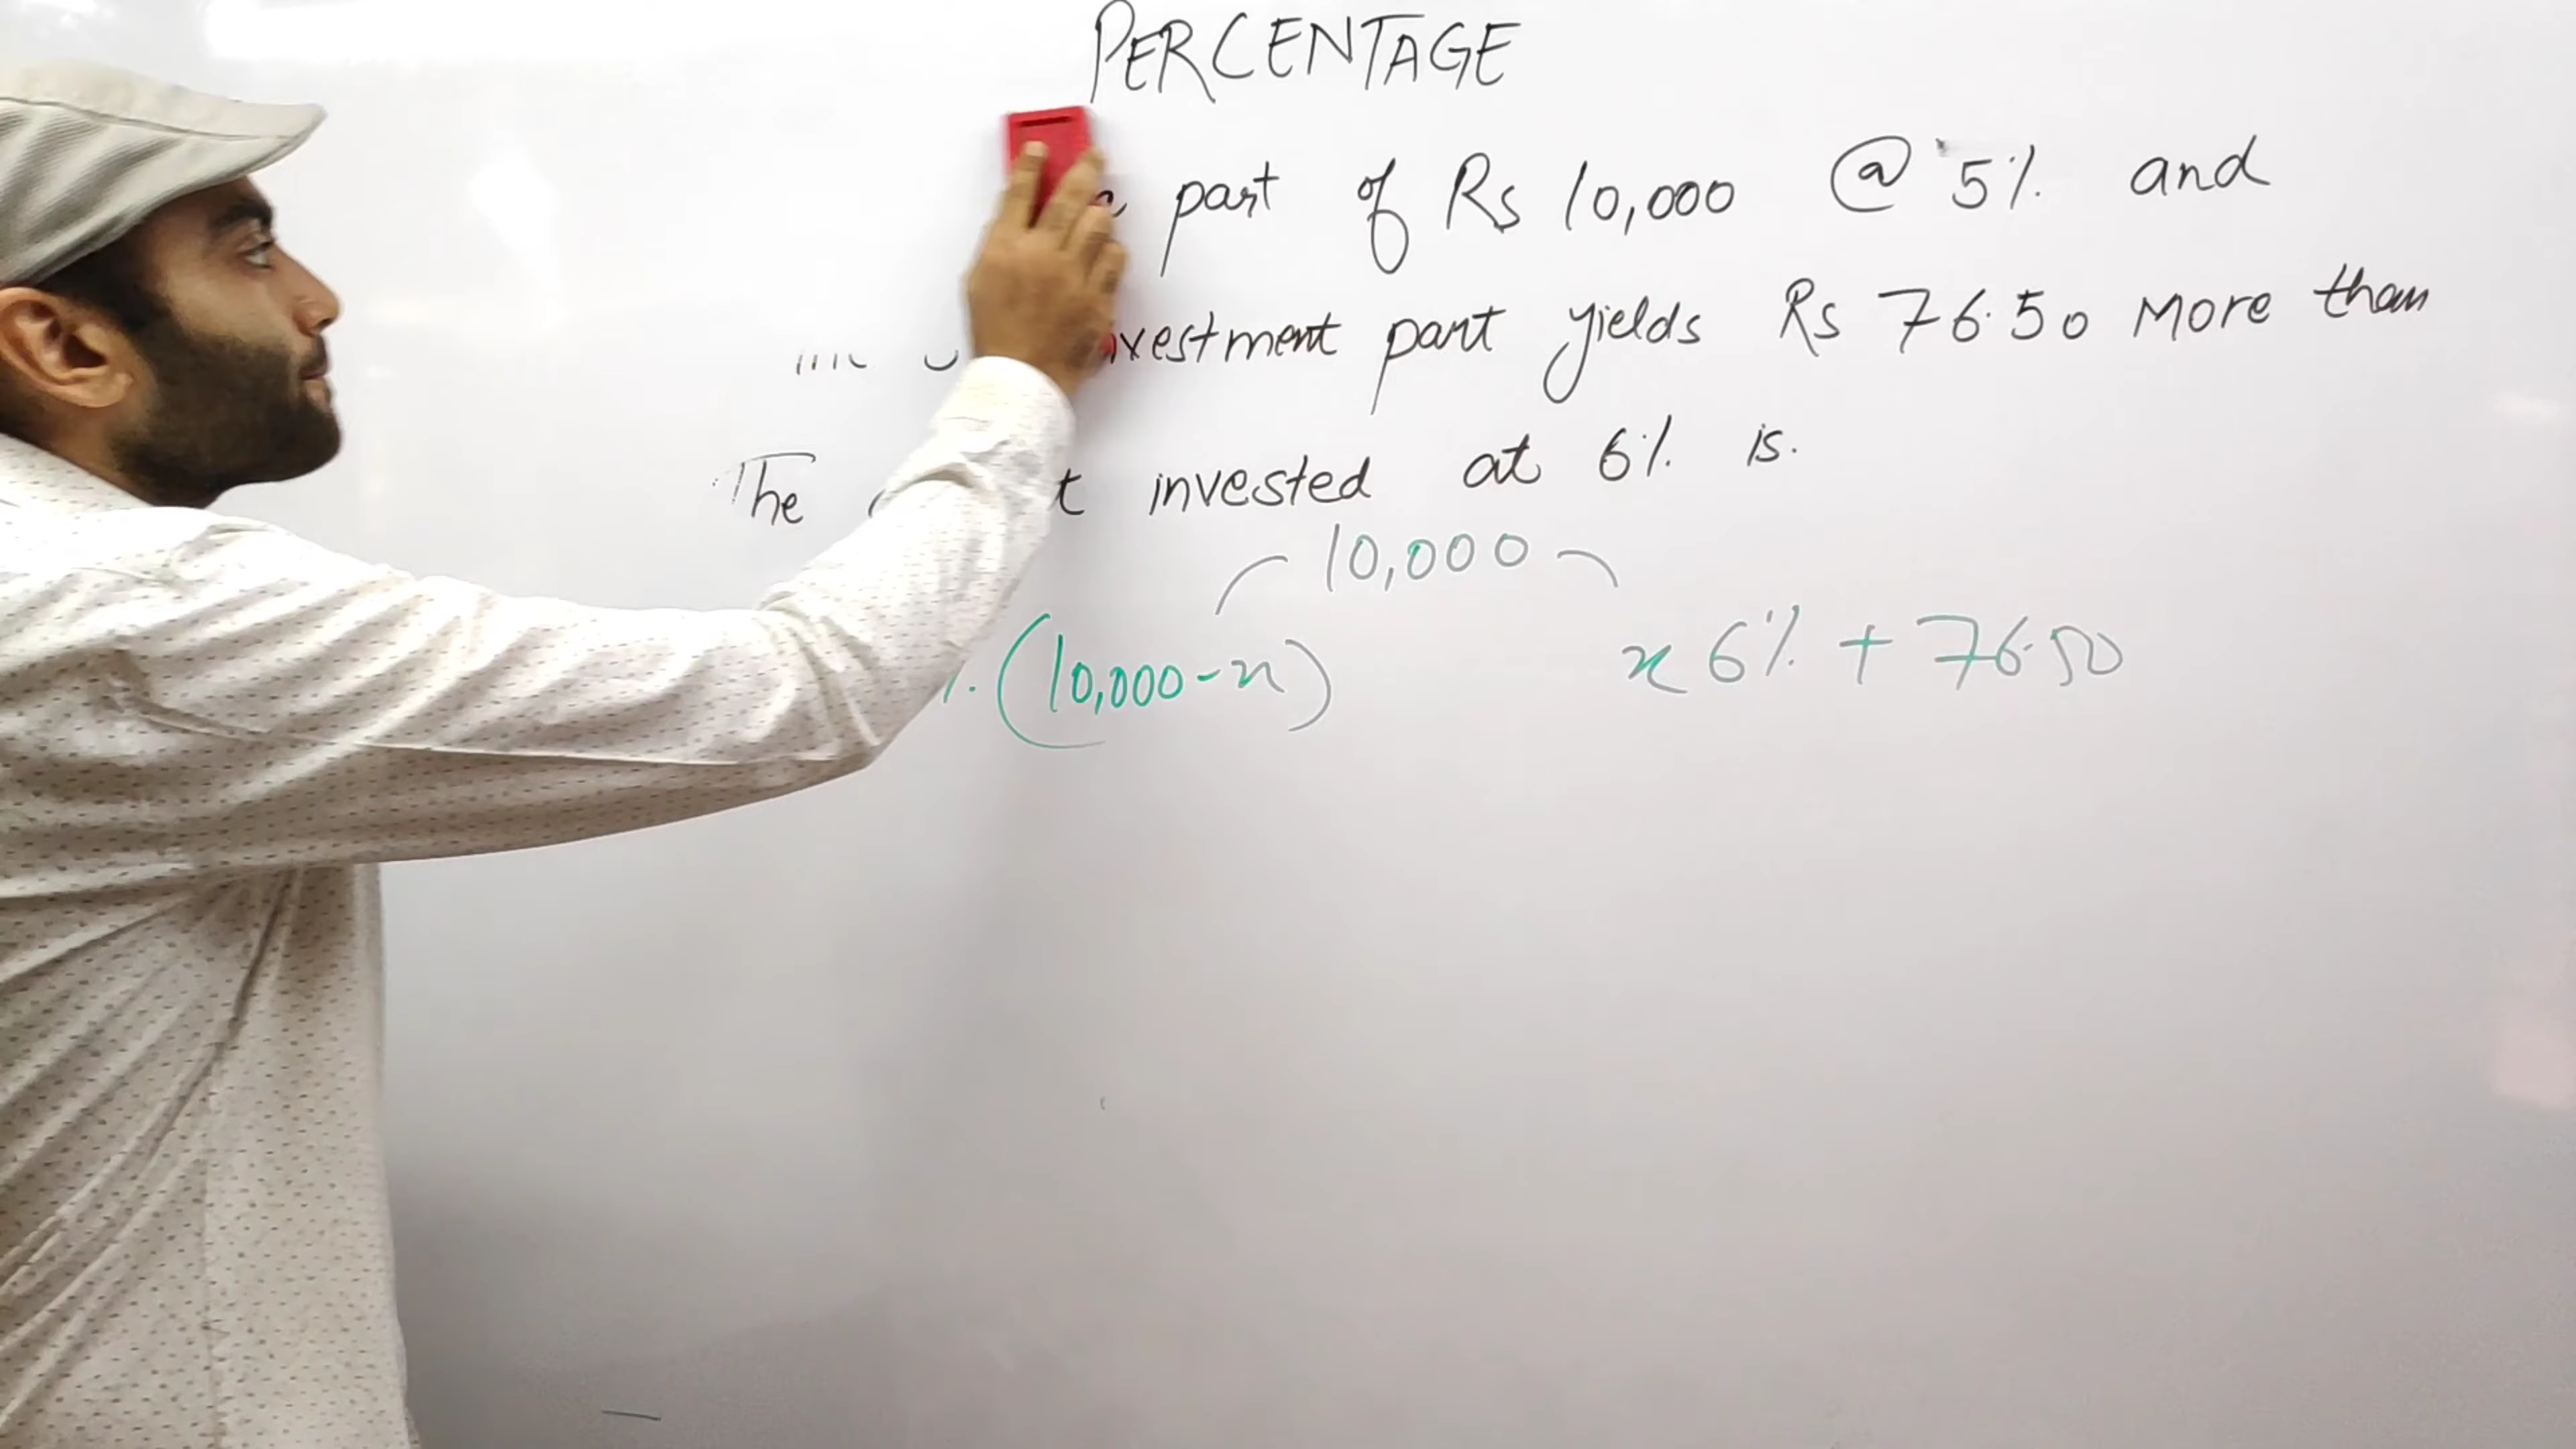 PERCENTAGE
part of Rs 10,000 @ 5% and
part yields Rs 76.50 More than
The invested at 6% is.
10,000
(10,000-x) x 6% + 76.50